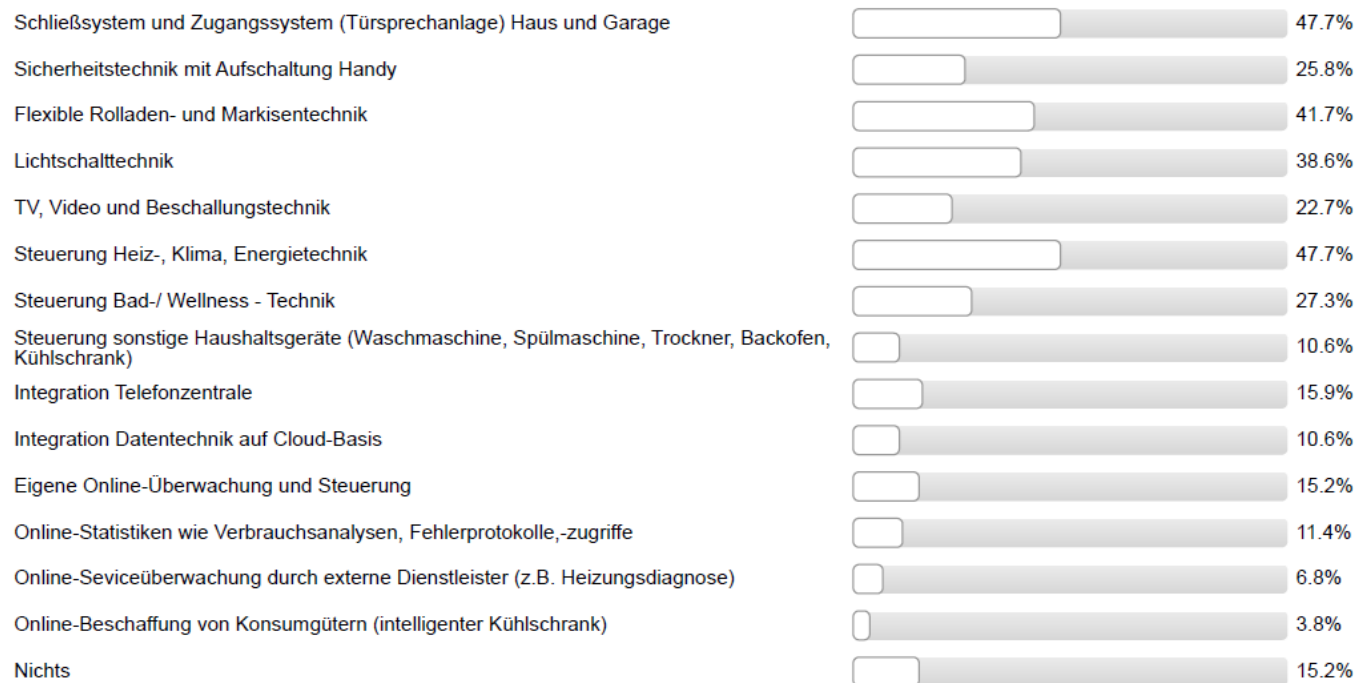 Schließsystem und Zugangssystem (Türsprechanlage) Haus und Garage 47.7%
Sicherheitstechnik mit Aufschaltung Handy 25.8%
Flexible Rolladen- und Markisentechnik 41.7%
Lichtschalttechnik 38.6%
TV, Video und Beschallungstechnik 22.7%
Steuerung Heiz-, Klima, Energietechnik 47.7%
Steuerung Bad-/ Wellness - Technik 27.3%
Steuerung sonstige Haushaltsgeräte (Waschmaschine, Spülmaschine, Trockner, Backofen,
Kühlschrank) 10.6%
Integration Telefonzentrale 15.9%
Integration Datentechnik auf Cloud-Basis 10.6%
Eigene Online-Überwachung und Steuerung 15.2%
Online-Statistiken wie Verbrauchsanalysen, Fehlerprotokolle,-zugriffe 11.4%
Online-Seviceüberwachung durch externe Dienstleister (z.B. Heizungsdiagnose) 6.8%
Online-Beschaffung von Konsumgütern (intelligenter Kühlschrank) 3.8%
Nichts 15.2%